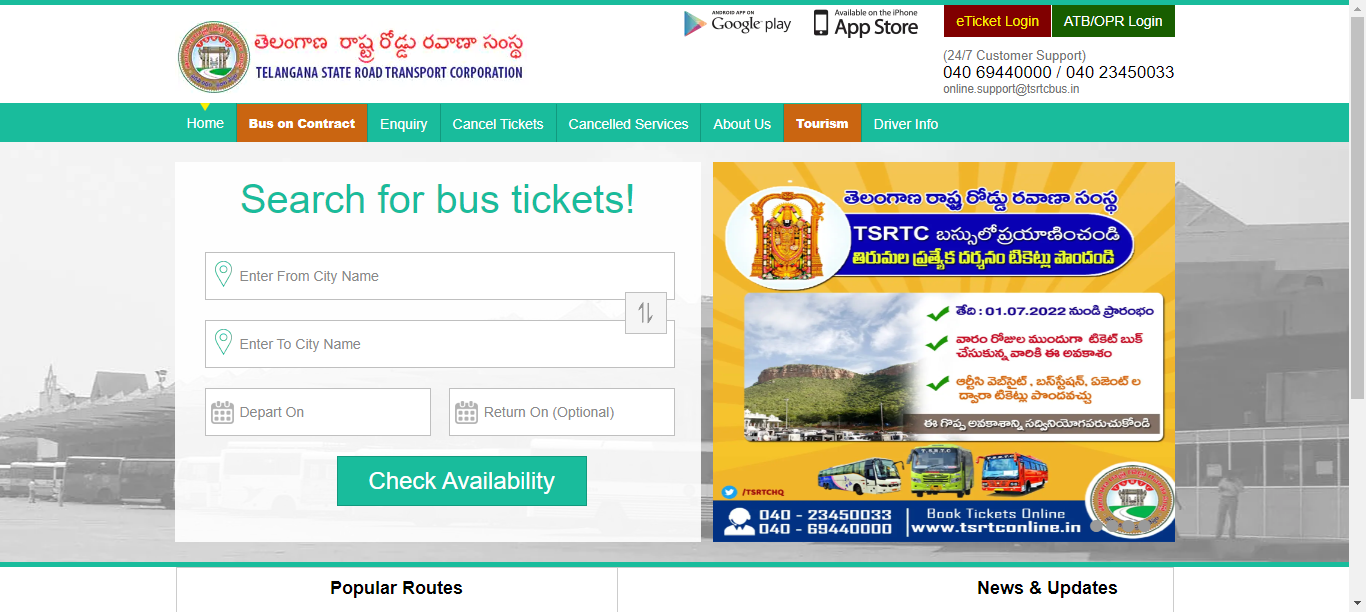 తెలంగాణ రాష్ట్ర రోడ్డు రవాణా సంస్థ
TELANGANA STATE ROAD TRANSPORT CORPORATION
ANDROID APP ON
Google play
Available on the iPhone
App Store
eTicket Login
ATB/OPR Login
(24/7 Customer Support)
040 69440000 / 040 23450033
online.support@tsrtcbus.in
Home
Bus on Contract
Enquiry
Cancel Tickets
Cancelled Services
About Us
Tourism
Driver Info
Search for bus tickets!
Enter From City Name
Enter To City Name
Depart On
Return On (Optional)
Check Availability
తెలంగాణ రాష్ట్ర రోడ్డు రవాణా సంస్థ
TSRTC బస్సులో ప్రయాణించండి
తిరుమల ప్రత్యేక దర్శనం టికెట్లు పొందండి
తేది : 01.07.2022 నుండి ప్రారంభం
వారం రోజుల ముందుగా టికెట్ బుక్
చేసుకున్న వారికి ఈ అవకాశం
ఆర్టీసి వెబ్‌సైట్ , బస్‌స్టేషన్, ఏజెంట్ ల
ద్వారా టికెట్లు పొందవచ్చు
ఈ గొప్ప అవకాశాన్ని సద్వినియోగపరుచుకోండి
TSRTC
/TSRTCHQ
040 - 23450033
040 - 69440000
Book Tickets Online
www.tsrtconline.in
Popular Routes
News & Updates